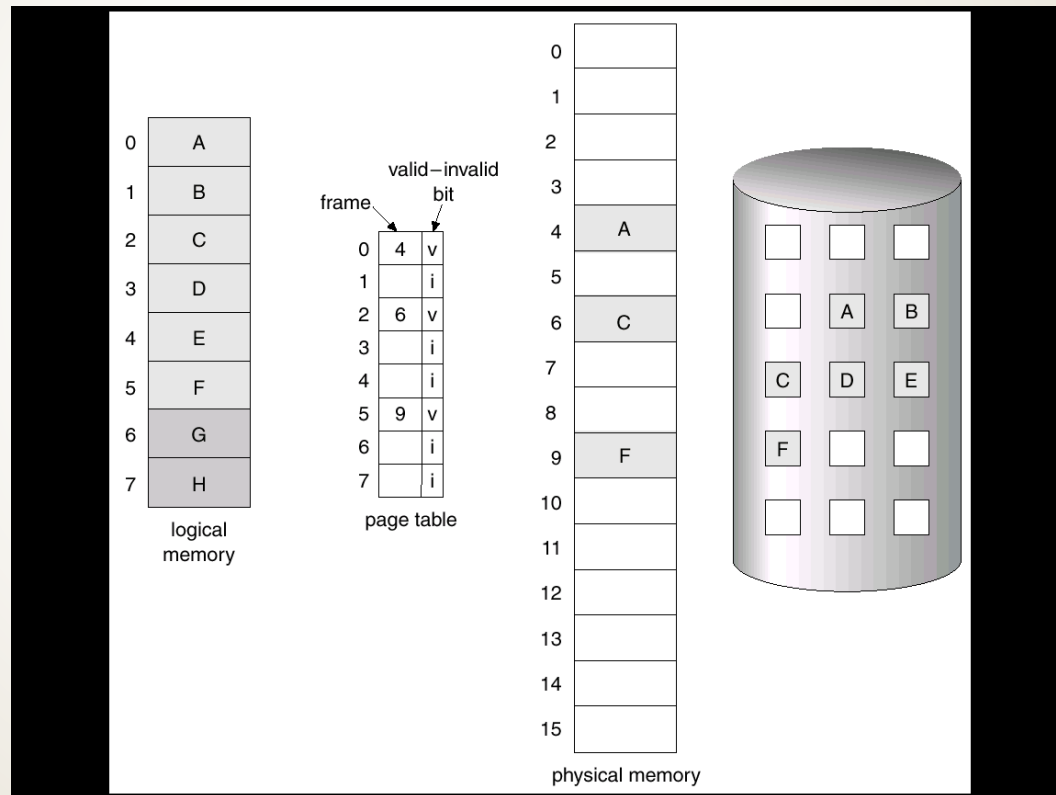 0 A
1 B
2 C
3 D
4 E
5 F
6 G
7 H
logical
memory
valid–invalid
bit
frame
0 4 v
1 i
2 6 v
3 i
4 i
5 9 v
6 i
7 i
page table
0
1
2
3
4 A
5
6 C
7
8
9 F
10
11
12
13
14
15
physical memory
A B
C D E
F